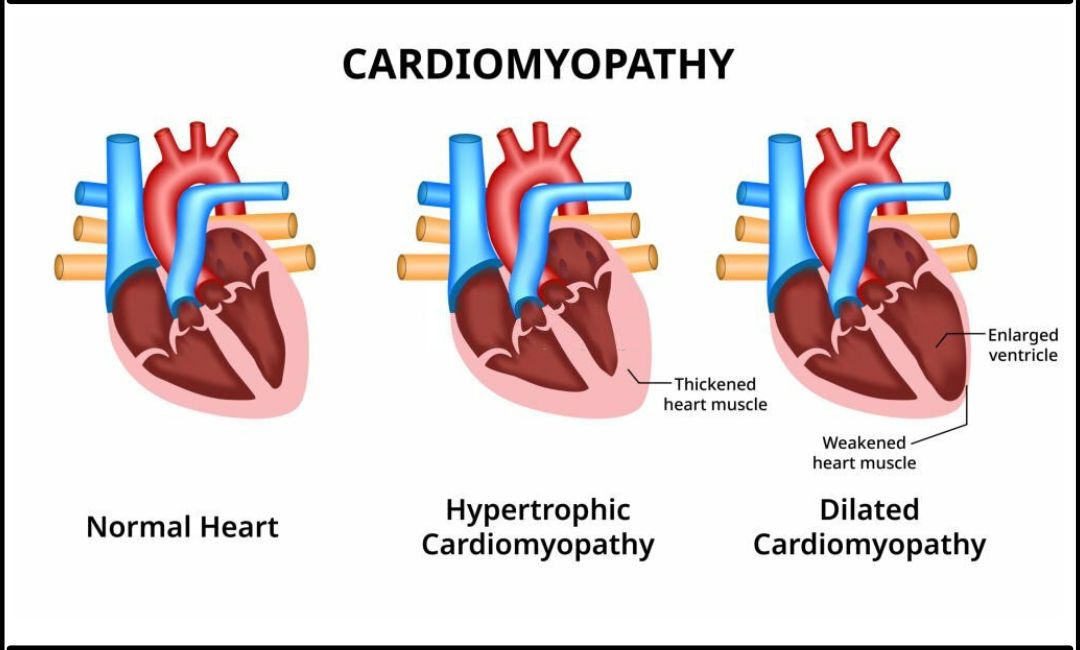 CARDIOMYOPATHY
Thickened
heart muscle
Enlarged
ventricle
Weakened
heart muscle
Normal Heart
Hypertrophic
Cardiomyopathy
Dilated
Cardiomyopathy